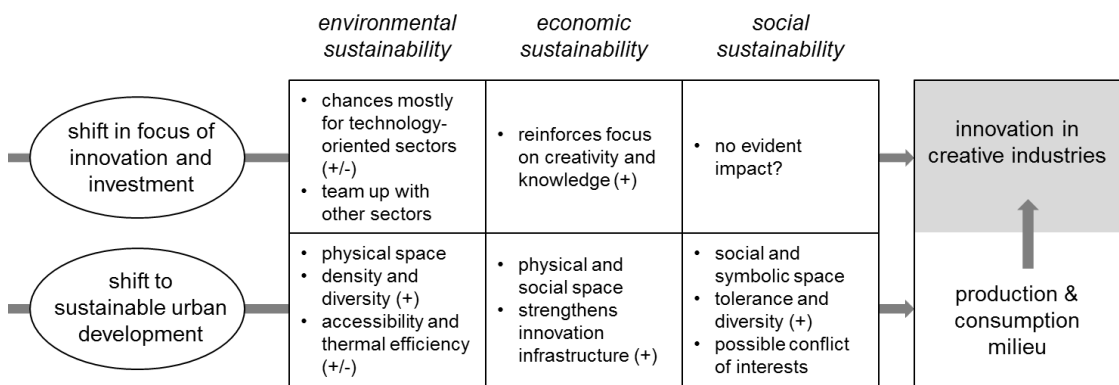 environmental
sustainability
economic
sustainability
social
sustainability
shift in focus of
innovation and
investment
• chances mostly
for technology-
oriented sectors
(+/-)
• team up with
other sectors
• reinforces focus
on creativity and
knowledge (+)
• no evident
impact?
innovation in
creative industries
shift to
sustainable urban
development
• physical space
• density and
diversity (+)
• accessibility and
thermal efficiency
(+/-)
• physical and
social space
• strengthens
innovation
infrastructure (+)
• social and
symbolic space
• tolerance and
diversity (+)
• possible conflict
of interests
production &
consumption
milieu